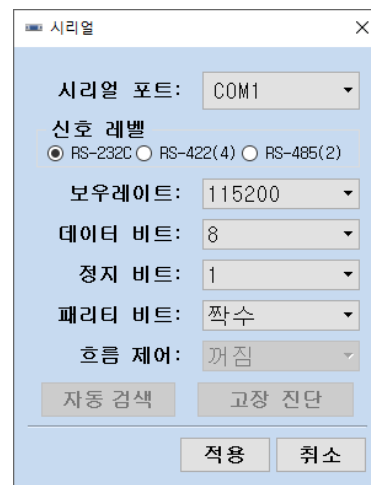 시리얼
시리얼 포트: COM1
신호 레벨
RS-232C RS-422(4) RS-485(2)
보우레이트: 115200
데이터 비트: 8
정지 비트: 1
패리티 비트: 짝수
흐름 제어: 꺼짐
자동 검색 고장 진단
적용 취소